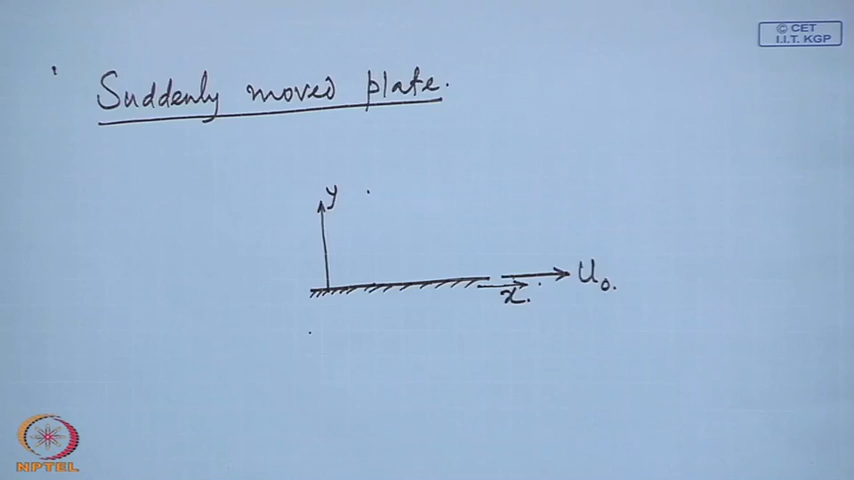 © CET
I.I.T. KGP
Suddenly moved plate.
y
U₀.
x.
NPTEL